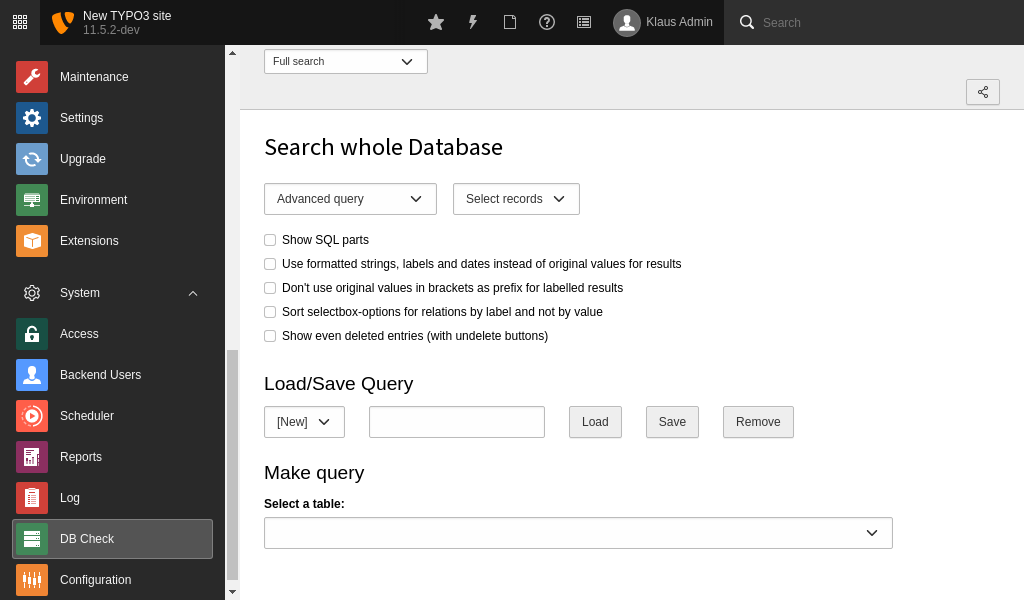 New TYPO3 site
11.5.2-dev
Klaus Admin
Search
Maintenance
Settings
Upgrade
Environment
Extensions
System
Access
Backend Users
Scheduler
Reports
Log
DB Check
Configuration
Full search
Search whole Database
Advanced query
Select records
Show SQL parts
Use formatted strings, labels and dates instead of original values for results
Don't use original values in brackets as prefix for labelled results
Sort selectbox-options for relations by label and not by value
Show even deleted entries (with undelete buttons)
Load/Save Query
[New]
Load
Save
Remove
Make query
Select a table: